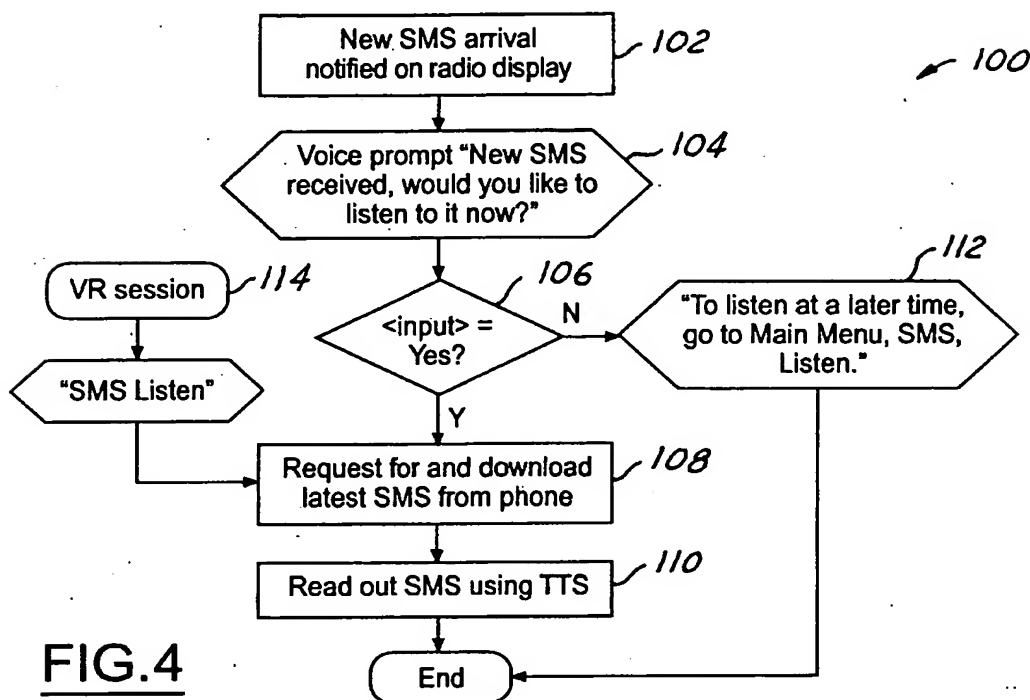 New SMS arrival
notified on radio display
102
100
Voice prompt “New SMS
received, would you like to
listen to it now?”
104
VR session
114
<input> =
Yes?
106
N
Y
“To listen at a later time,
go to Main Menu, SMS,
Listen.”
112
“SMS Listen”
Request for and download
latest SMS from phone
108
Read out SMS using TTS
110
End
FIG.4